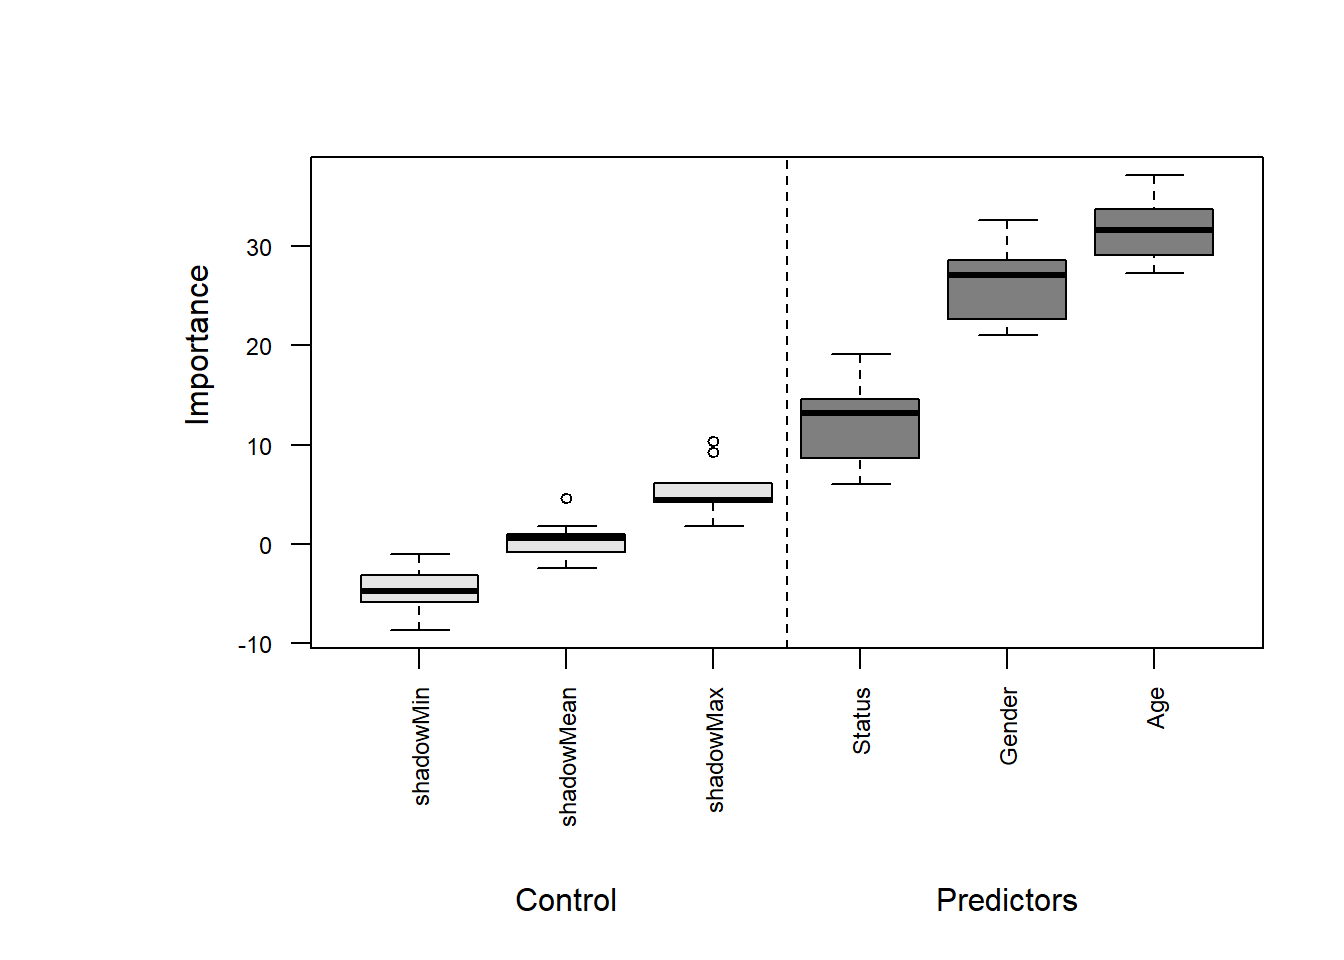 Importance
30
20
10
0
-10
shadowMin
shadowMean
shadowMax
Status
Gender
Age
Control
Predictors